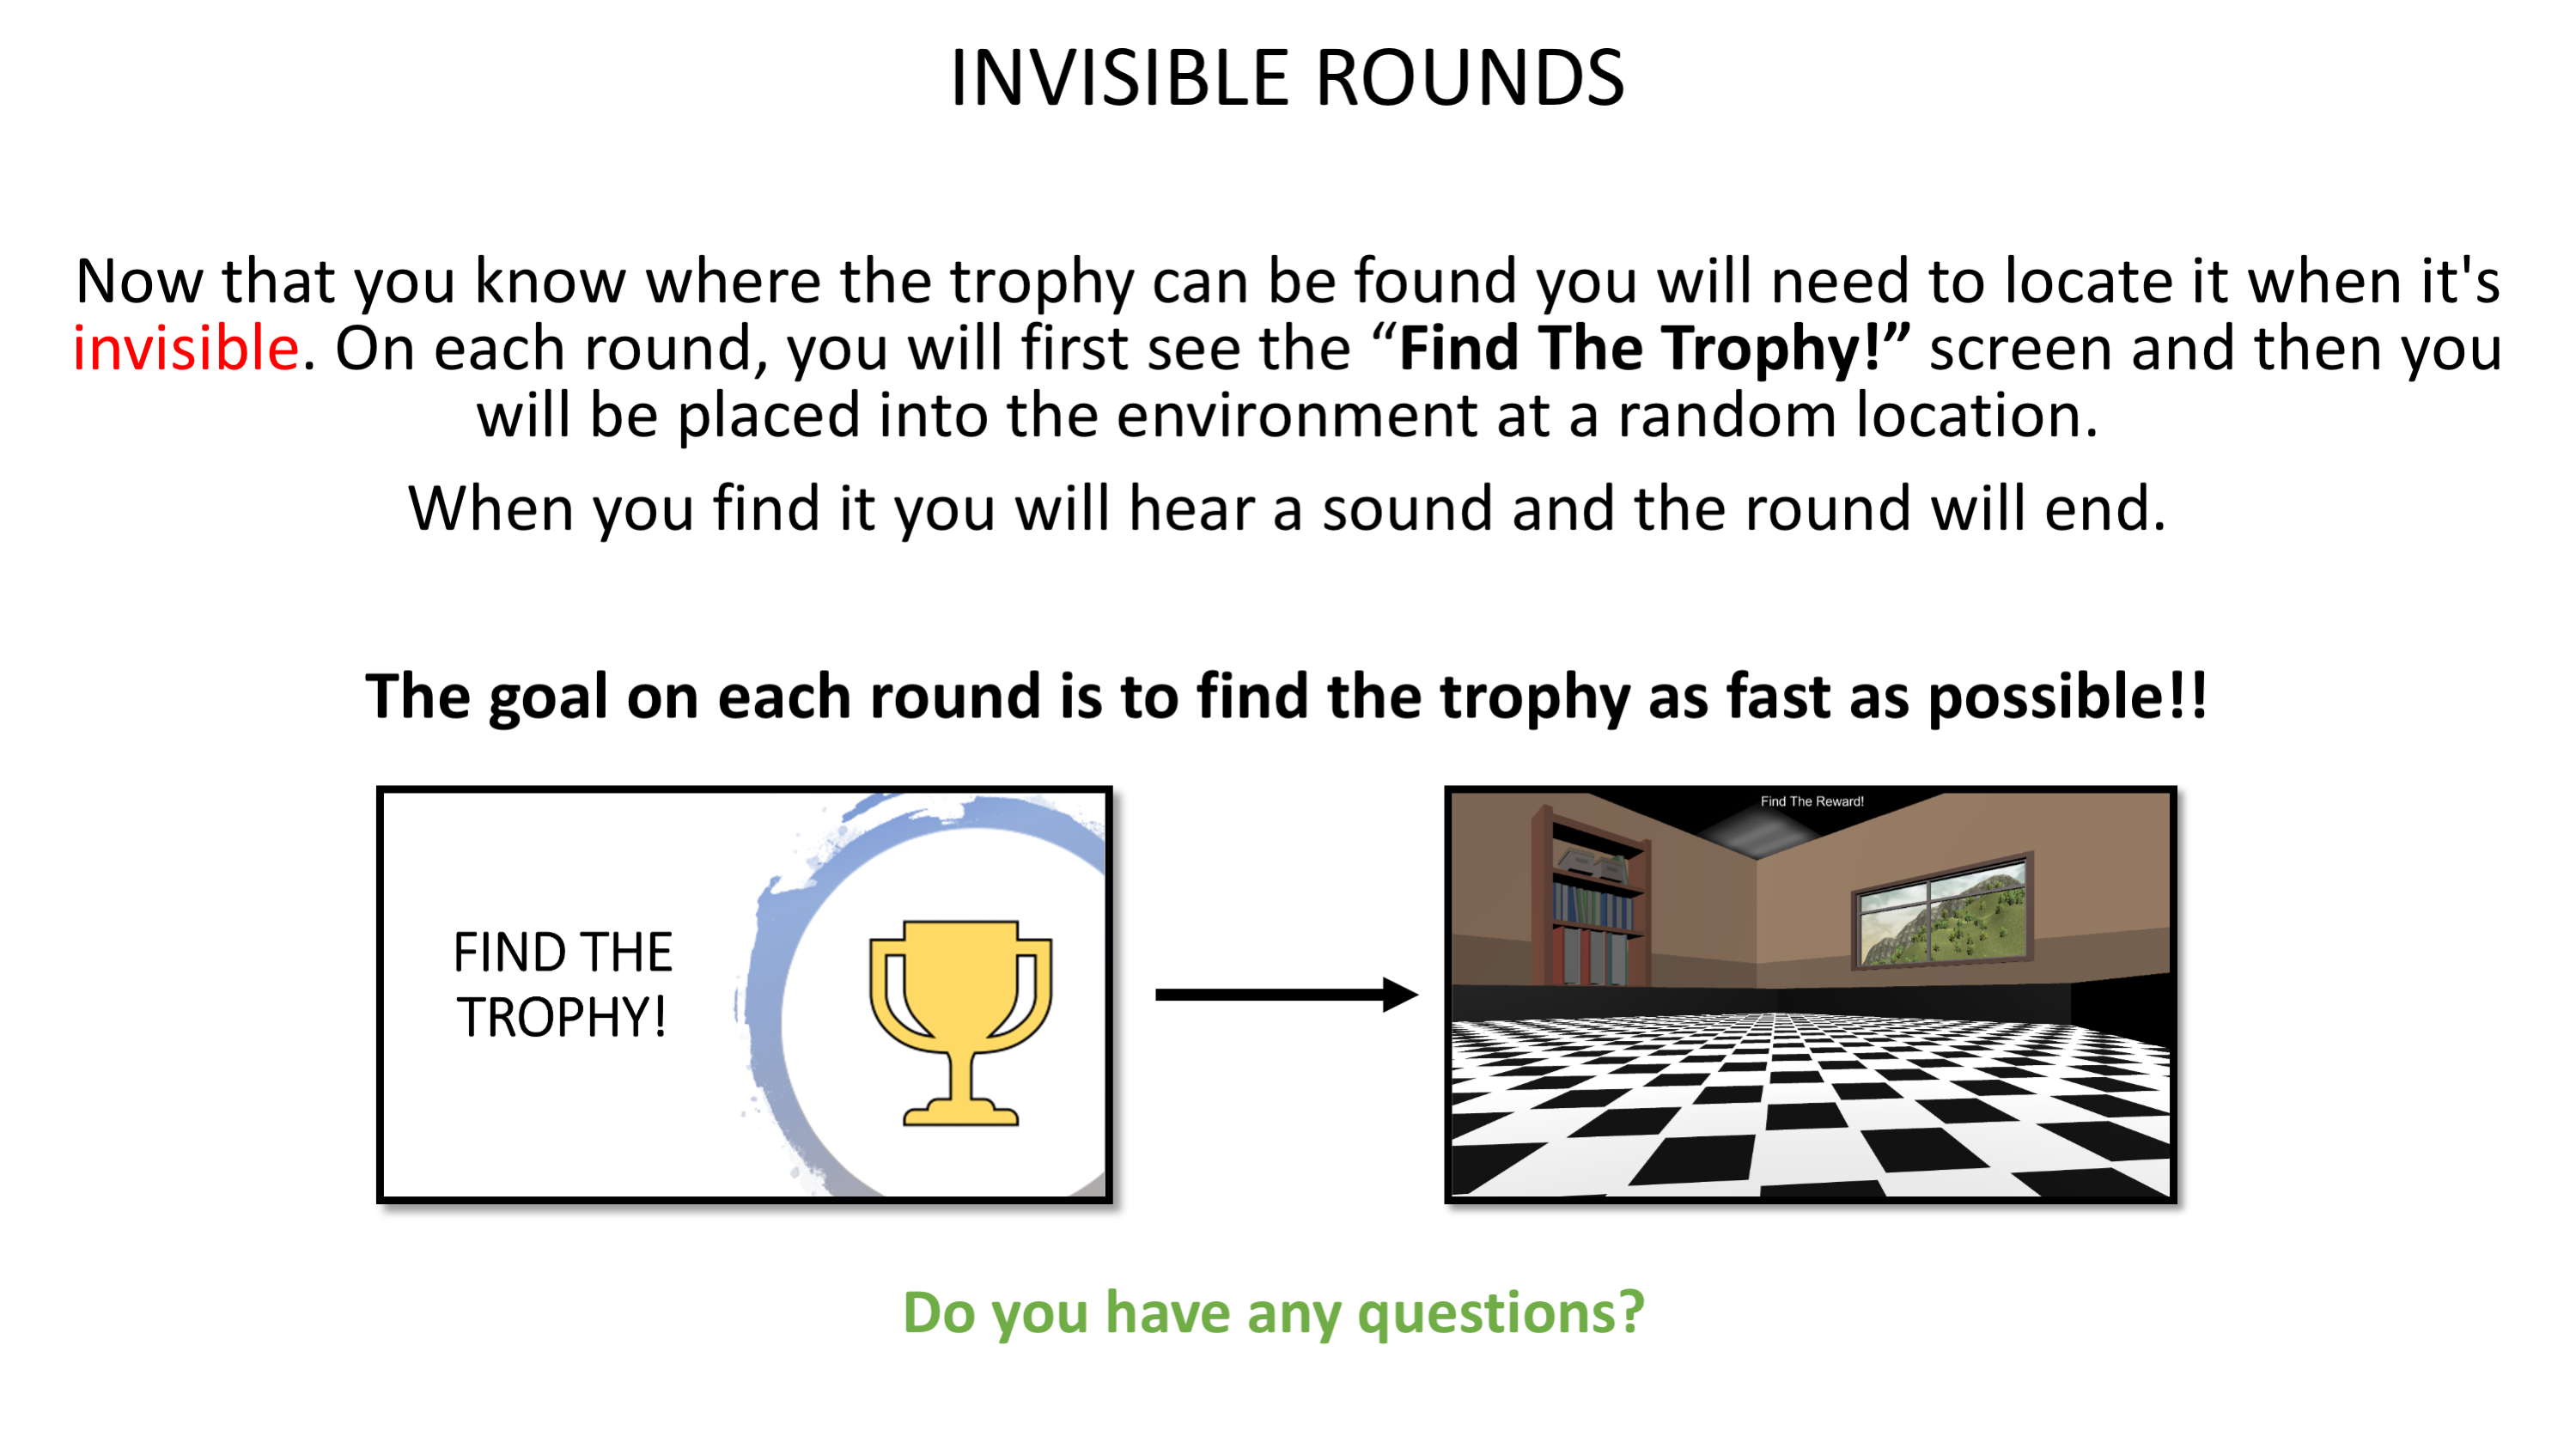 INVISIBLE ROUNDS
Now that you know where the trophy can be found you will need to locate it when it's
invisible. On each round, you will first see the “Find The Trophy!” screen and then you
will be placed into the environment at a random location.
When you find it you will hear a sound and the round will end.
The goal on each round is to find the trophy as fast as possible!!
FIND THE
TROPHY!
Find The Reward!
Do you have any questions?